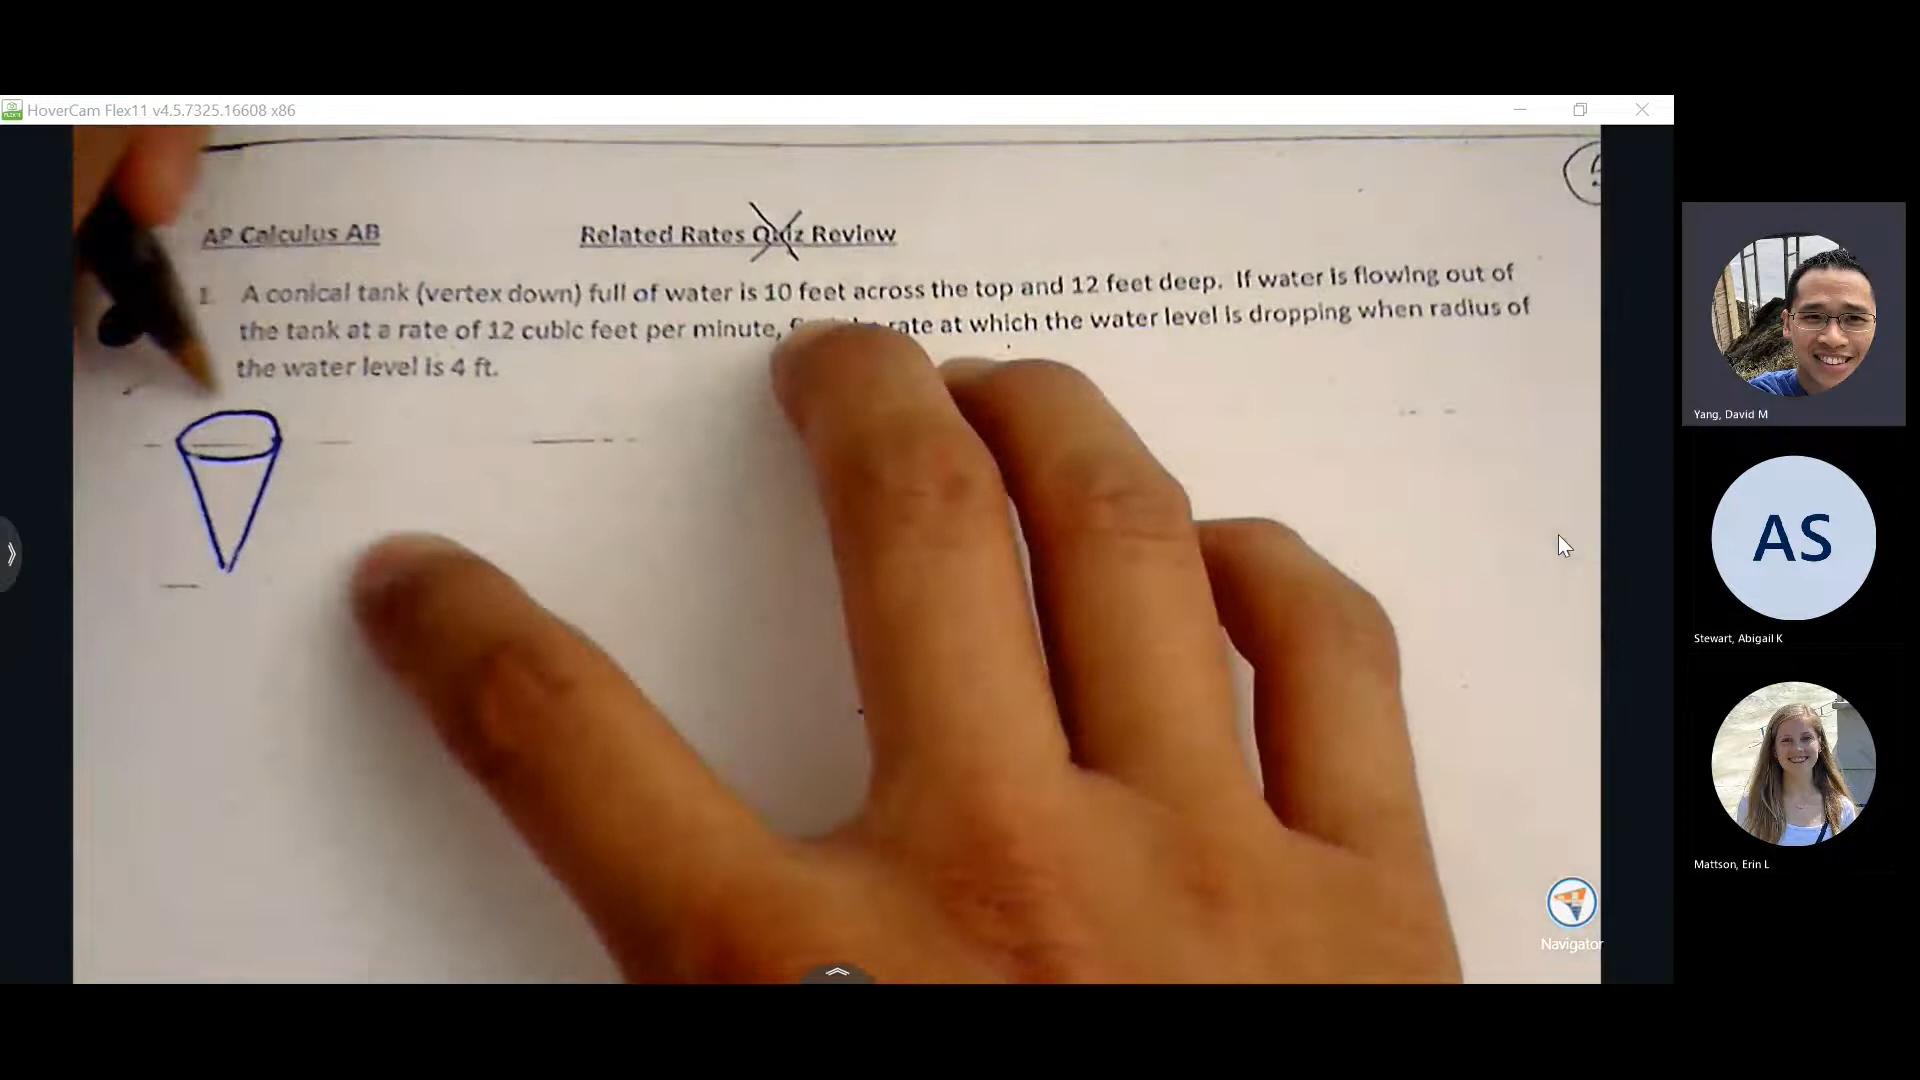 HoverCam Flex11 v4.5.7325.16608 x86
AP Calculus AB Related Rates Quiz Review
1. A conical tank (vertex down) full of water is 10 feet across the top and 12 feet deep. If water is flowing out of
the tank at a rate of 12 cubic feet per minute, rate at which the water level is dropping when radius of
the water level is 4 ft.
Yang, David M
AS
Stewart, Abigail K
Mattson, Erin L
Navigator